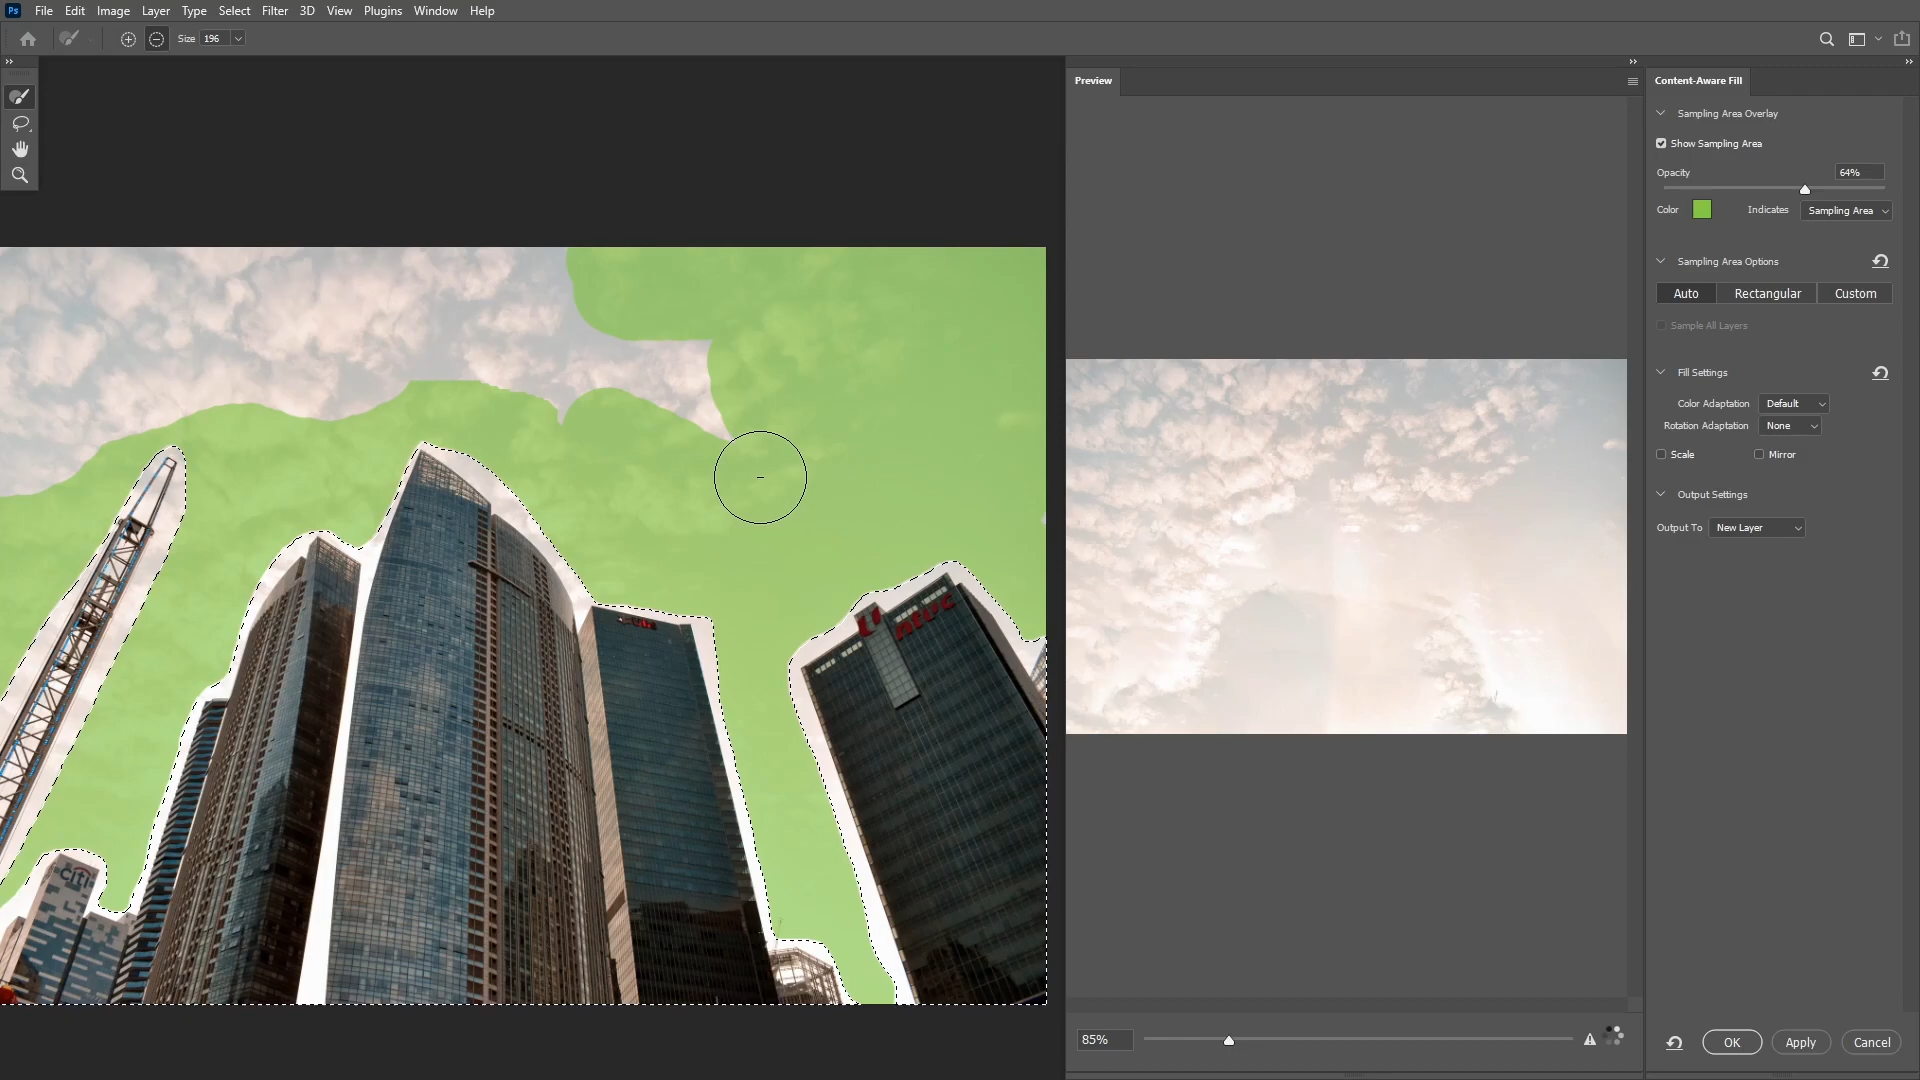 Ps File Edit Image Layer Type Select Filter 3D View Plugins Window Help
Size 196
Preview
Content-Aware Fill
Sampling Area Overlay
Show Sampling Area
Opacity 64%
Color Indicates Sampling Area
Sampling Area Options
Auto Rectangular Custom
Sample All Layers
Fill Settings
Color Adaptation Default
Rotation Adaptation None
Scale Mirror
Output Settings
Output To New Layer
ntuc
citi
85%
OK Apply Cancel